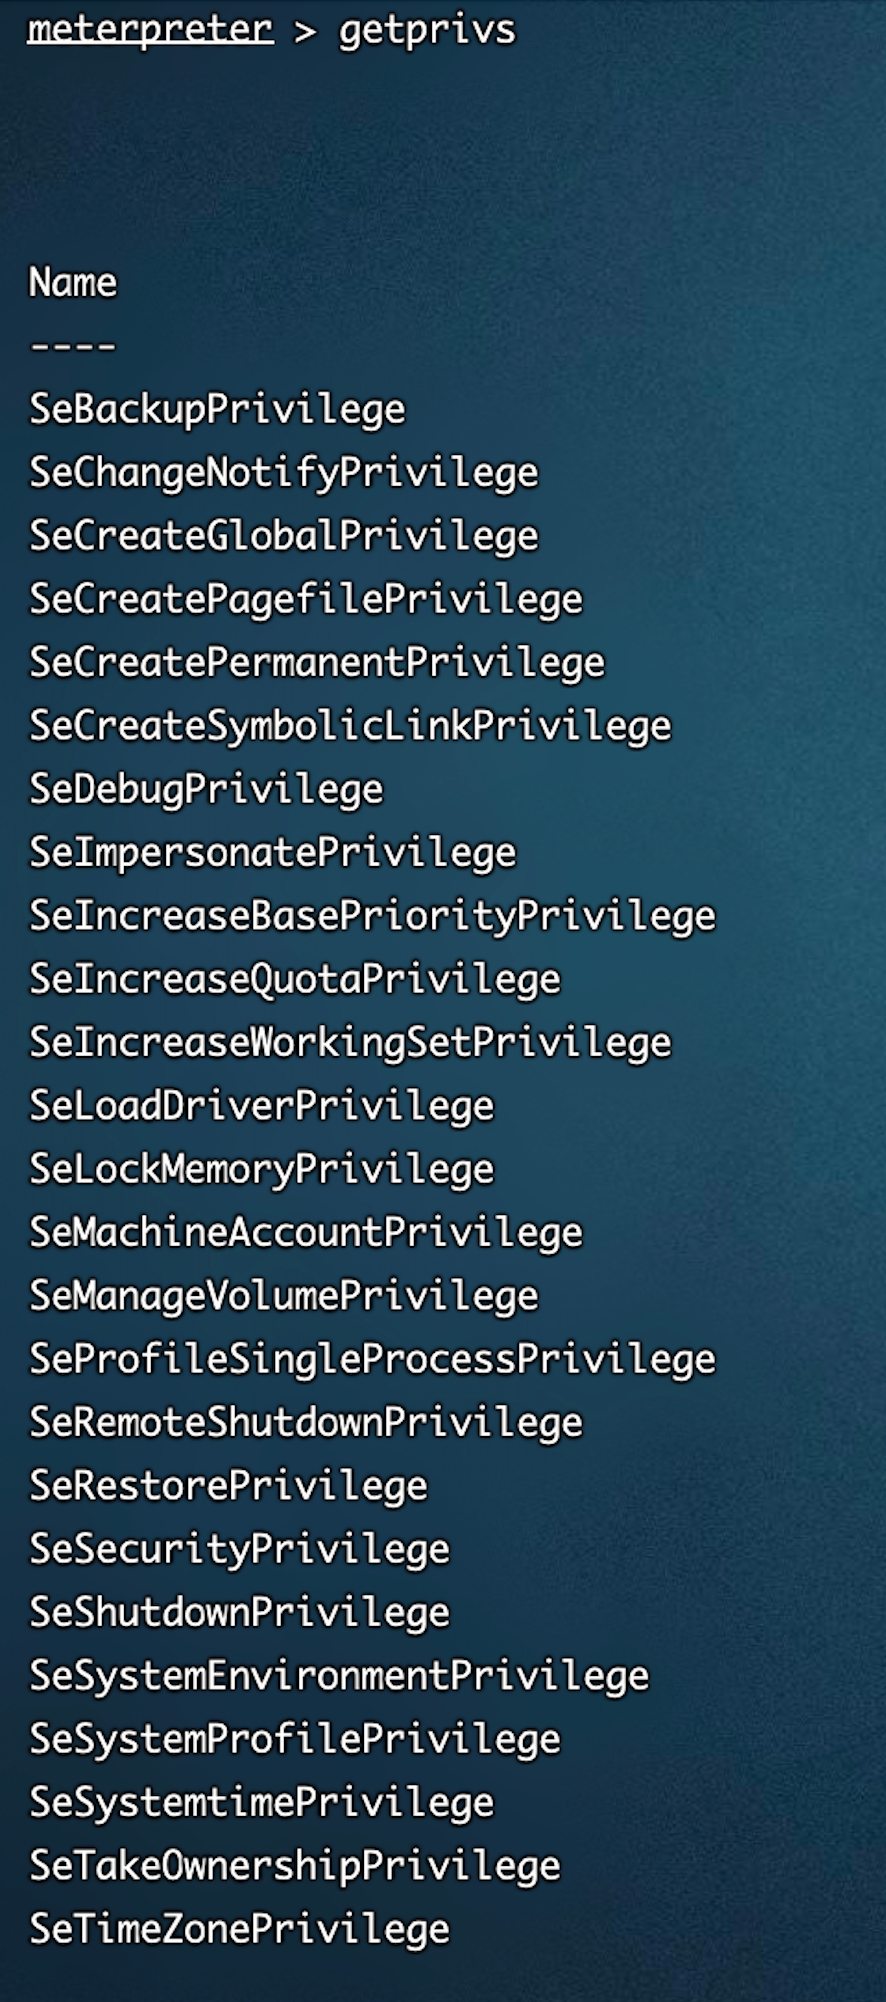 meterpreter > getprivs
Name
----
SeBackupPrivilege
SeChangeNotifyPrivilege
SeCreateGlobalPrivilege
SeCreatePagefilePrivilege
SeCreatePermanentPrivilege
SeCreateSymbolicLinkPrivilege
SeDebugPrivilege
SeImpersonatePrivilege
SeIncreaseBasePriorityPrivilege
SeIncreaseQuotaPrivilege
SeIncreaseWorkingSetPrivilege
SeLoadDriverPrivilege
SeLockMemoryPrivilege
SeMachineAccountPrivilege
SeManageVolumePrivilege
SeProfileSingleProcessPrivilege
SeRemoteShutdownPrivilege
SeRestorePrivilege
SeSecurityPrivilege
SeShutdownPrivilege
SeSystemEnvironmentPrivilege
SeSystemProfilePrivilege
SeSystemtimePrivilege
SeTakeOwnershipPrivilege
SeTimeZonePrivilege